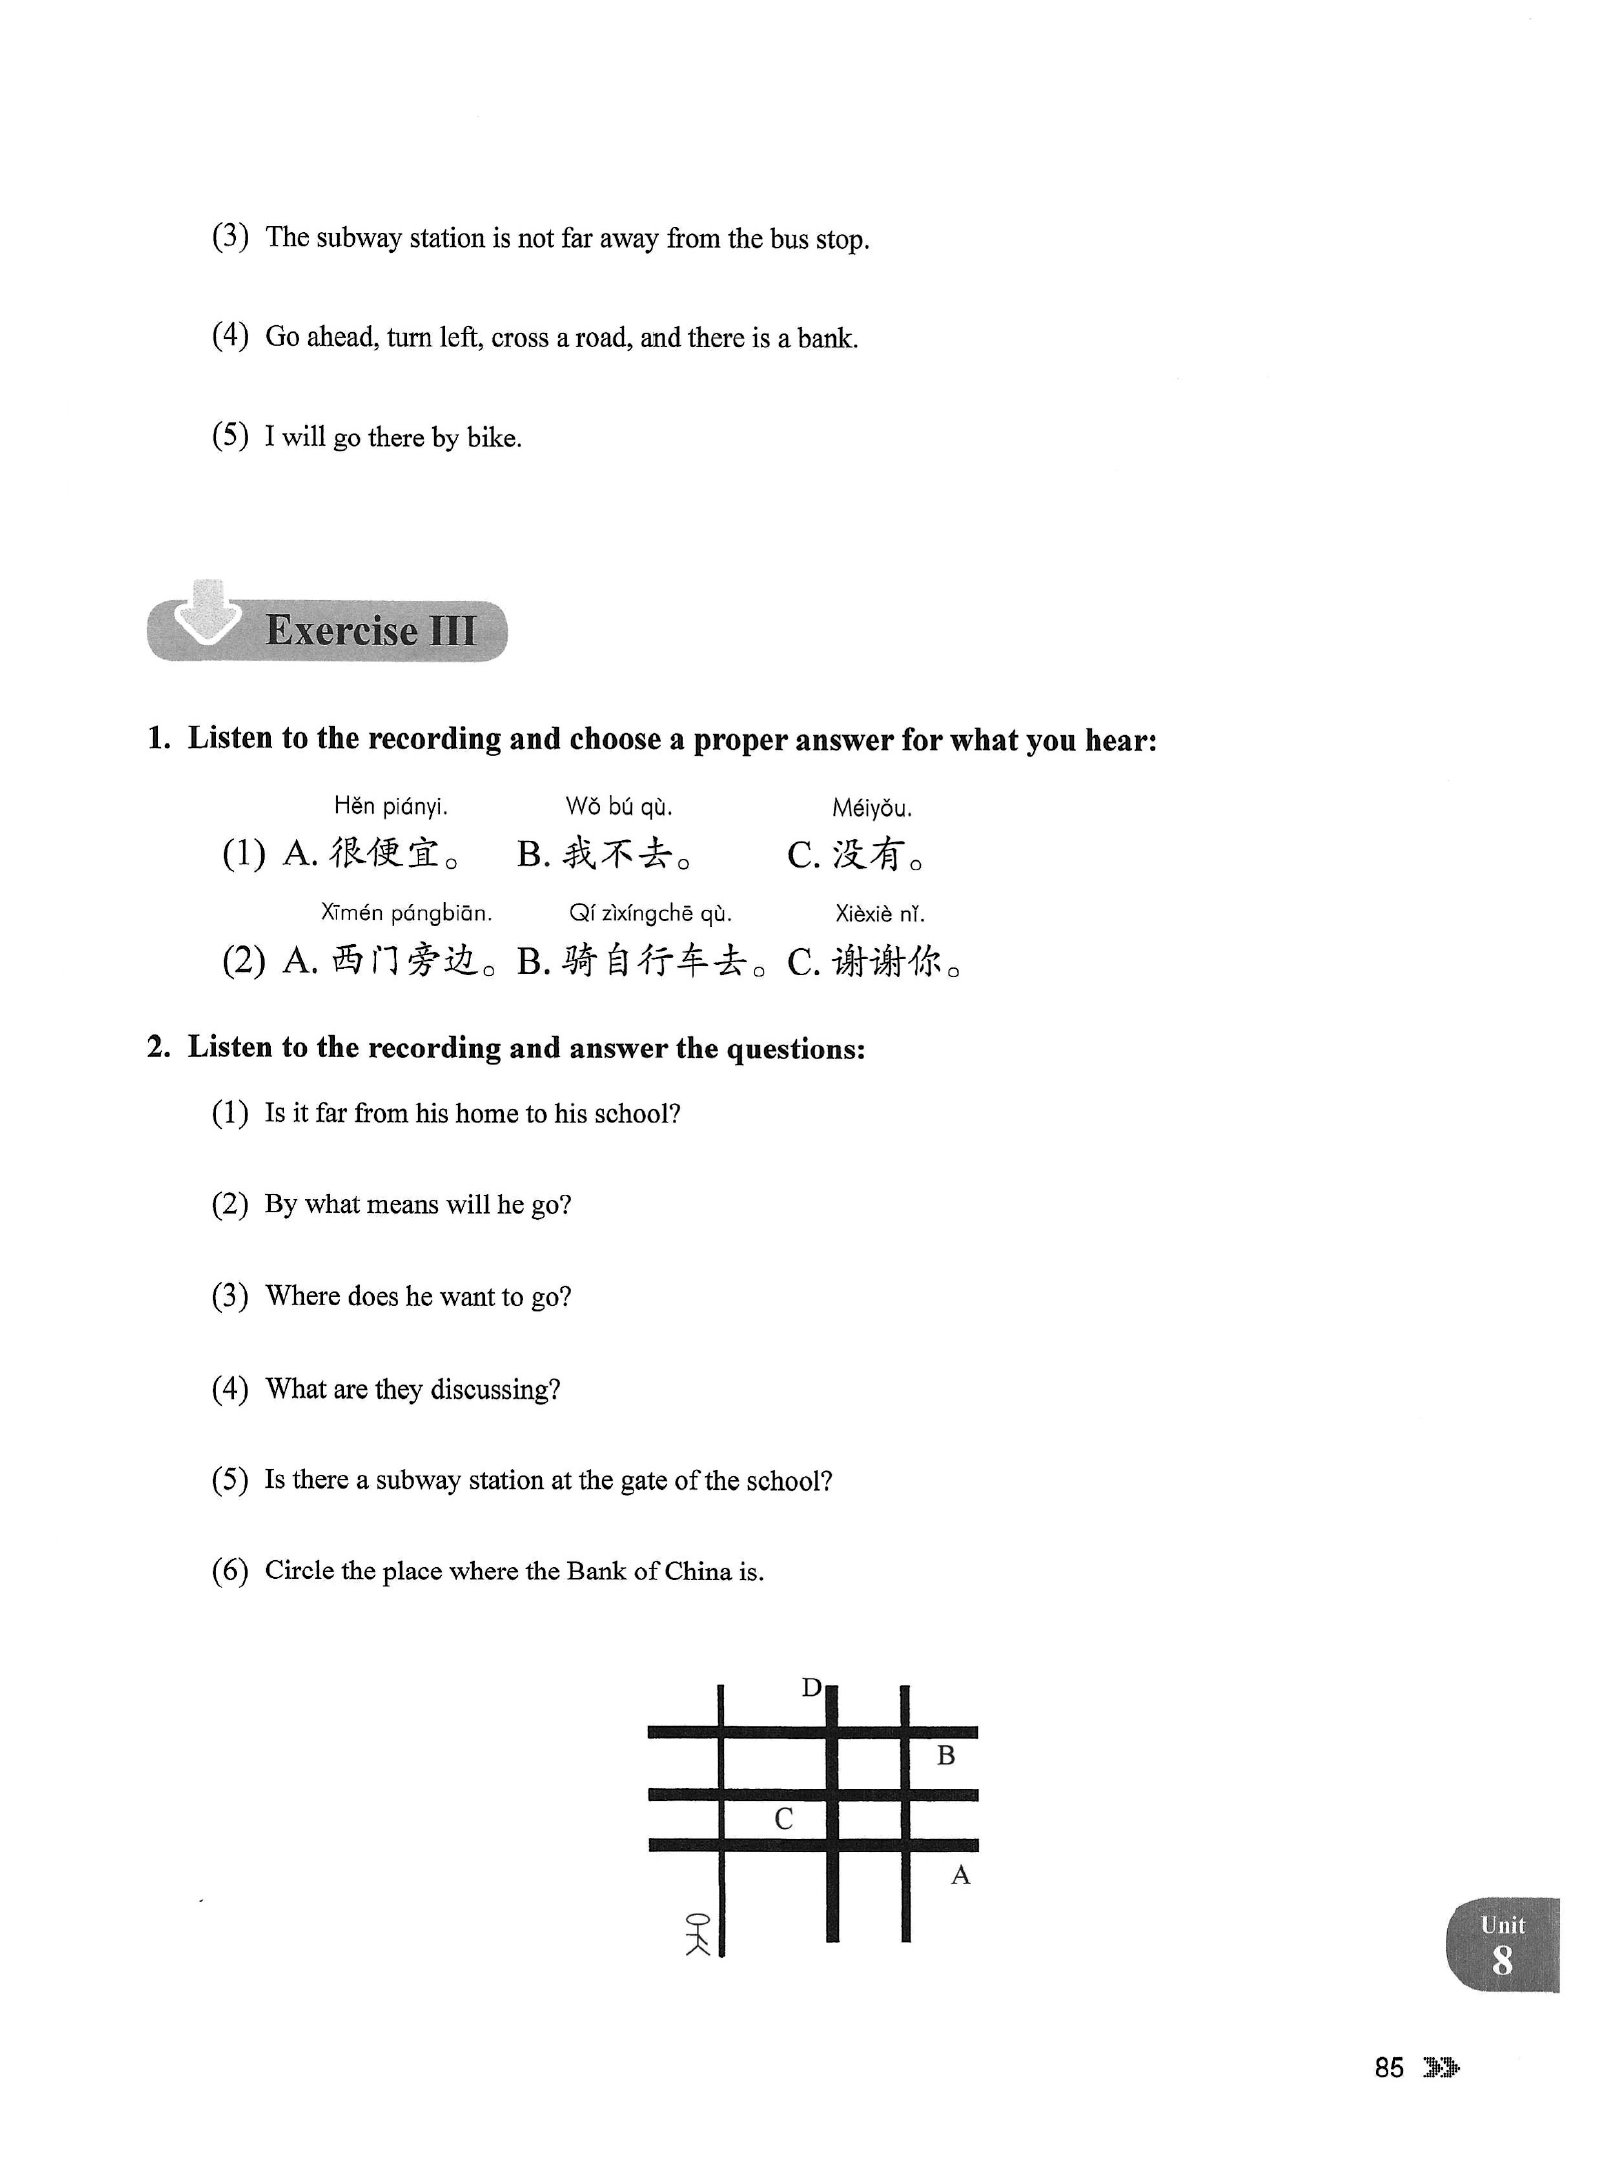 (3) The subway station is not far away from the bus stop.
(4) Go ahead, turn left, cross a road, and there is a bank.
(5) I will go there by bike.
Exercise III
1. Listen to the recording and choose a proper answer for what you hear:
Hěn piányi. Wǒ bú qù. Méiyǒu.
(1) A. 很便宜。 B. 我不去。 C. 没有。
Xīmén pángbiān. Qí zìxíngchē qù. Xièxiè nǐ.
(2) A. 西门旁边。 B. 骑自行车去。 C. 谢谢你。
2. Listen to the recording and answer the questions:
(1) Is it far from his home to his school?
(2) By what means will he go?
(3) Where does he want to go?
(4) What are they discussing?
(5) Is there a subway station at the gate of the school?
(6) Circle the place where the Bank of China is.
D
B
C
A
Unit
8
85